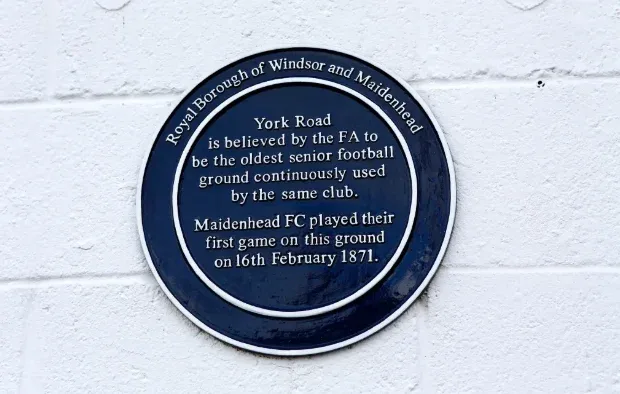 Royal Borough of Windsor and Maidenhead
York Road
is believed by the FA to
be the oldest senior football
ground continuously used
by the same club.
Maidenhead FC played their
first game on this ground
on 16th February 1871.